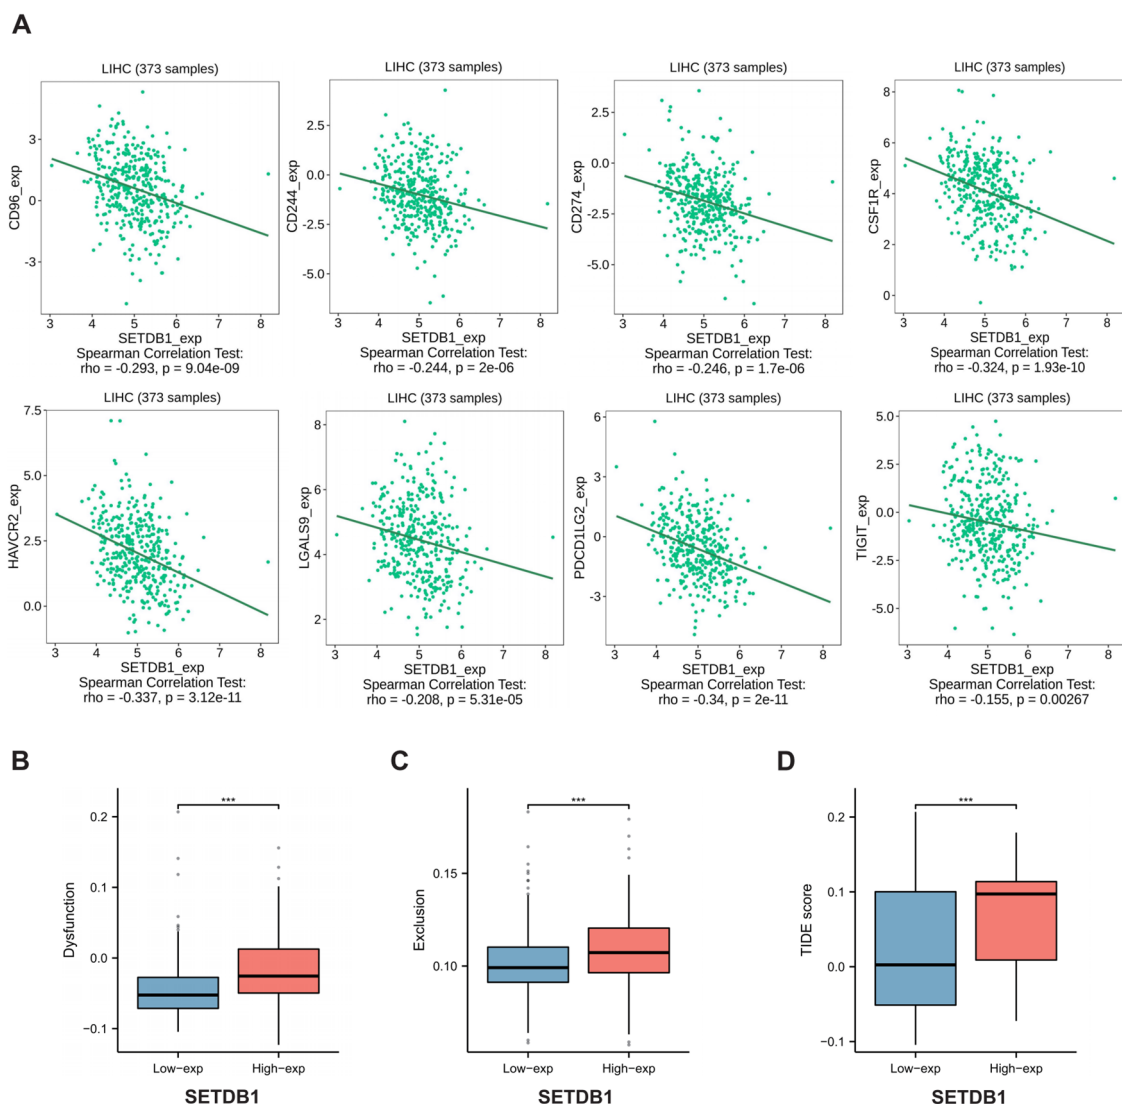 A
LIHC (373 samples)
CD96_exp
3
0
-3
3 4 5 6 7 8
SETDB1_exp
Spearman Correlation Test:
rho = -0.293, p = 9.04e-09
LIHC (373 samples)
CD244_exp
2.5
0.0
-2.5
-5.0
3 4 5 6 7 8
SETDB1_exp
Spearman Correlation Test:
rho = -0.244, p = 2e-06
LIHC (373 samples)
CD274_exp
2.5
0.0
-2.5
-5.0
3 4 5 6 7 8
SETDB1_exp
Spearman Correlation Test:
rho = -0.246, p = 1.7e-06
LIHC (373 samples)
CSF1R_exp
8
6
4
2
0
3 4 5 6 7 8
SETDB1_exp
Spearman Correlation Test:
rho = -0.324, p = 1.93e-10
LIHC (373 samples)
HAVCR2_exp
7.5
5.0
2.5
0.0
3 4 5 6 7 8
SETDB1_exp
Spearman Correlation Test:
rho = -0.337, p = 3.12e-11
LIHC (373 samples)
LGALS9_exp
8
6
4
2
3 4 5 6 7 8
SETDB1_exp
Spearman Correlation Test:
rho = -0.208, p = 5.31e-05
LIHC (373 samples)
PDCD1LG2_exp
6
3
0
-3
3 4 5 6 7 8
SETDB1_exp
Spearman Correlation Test:
rho = -0.34, p = 2e-11
LIHC (373 samples)
TIGIT_exp
5.0
2.5
0.0
-2.5
-5.0
3 4 5 6 7 8
SETDB1_exp
Spearman Correlation Test:
rho = -0.155, p = 0.00267
B
***
Dysfunction
0.2
0.1
0.0
−0.1
Low-exp High-exp
SETDB1
C
***
Exclusion
0.15
0.10
Low-exp High-exp
SETDB1
D
***
TIDE score
0.2
0.1
0.0
−0.1
Low-exp High-exp
SETDB1